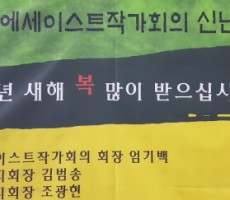 에세이스트작가회의 신년
년 새해 복 많이 받으십시
이스트작가회의 회장 임기백
회장 김범송
회장 조광현